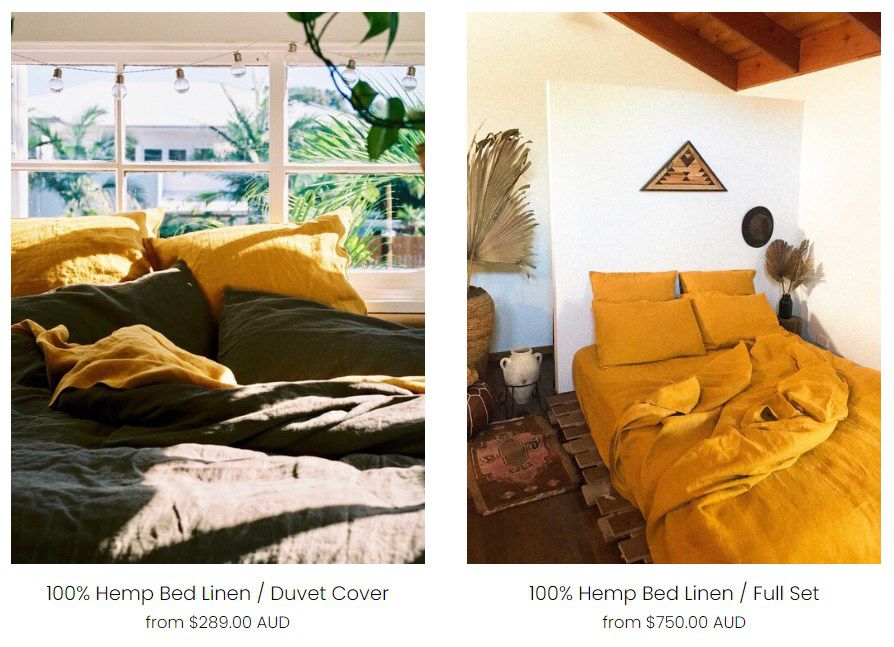 100% Hemp Bed Linen / Duvet Cover
from $289.00 AUD
100% Hemp Bed Linen / Full Set
from $750.00 AUD